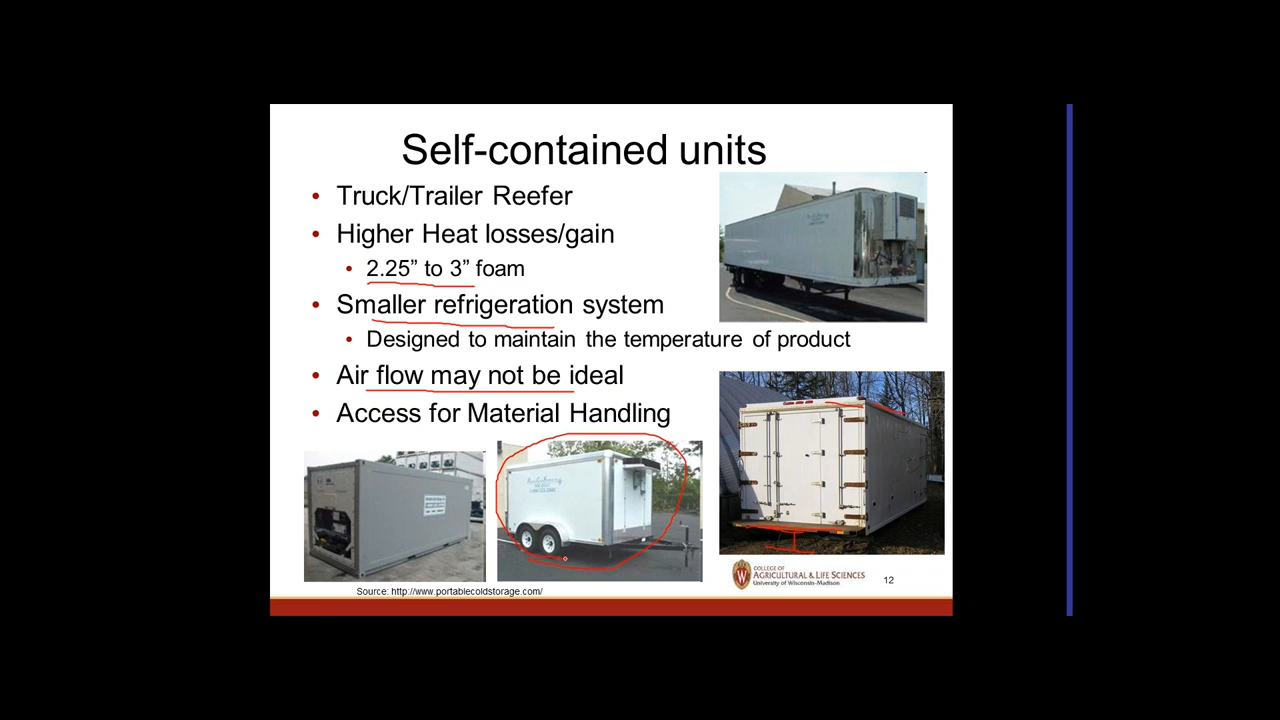 Self-contained units
• Truck/Trailer Reefer
• Higher Heat losses/gain
• 2.25” to 3” foam
• Smaller refrigeration system
• Designed to maintain the temperature of product
• Air flow may not be ideal
• Access for Material Handling
COLLEGE OF
AGRICULTURAL & LIFE SCIENCES
University of Wisconsin-Madison
12
Source: http://www.portablecoldstorage.com/